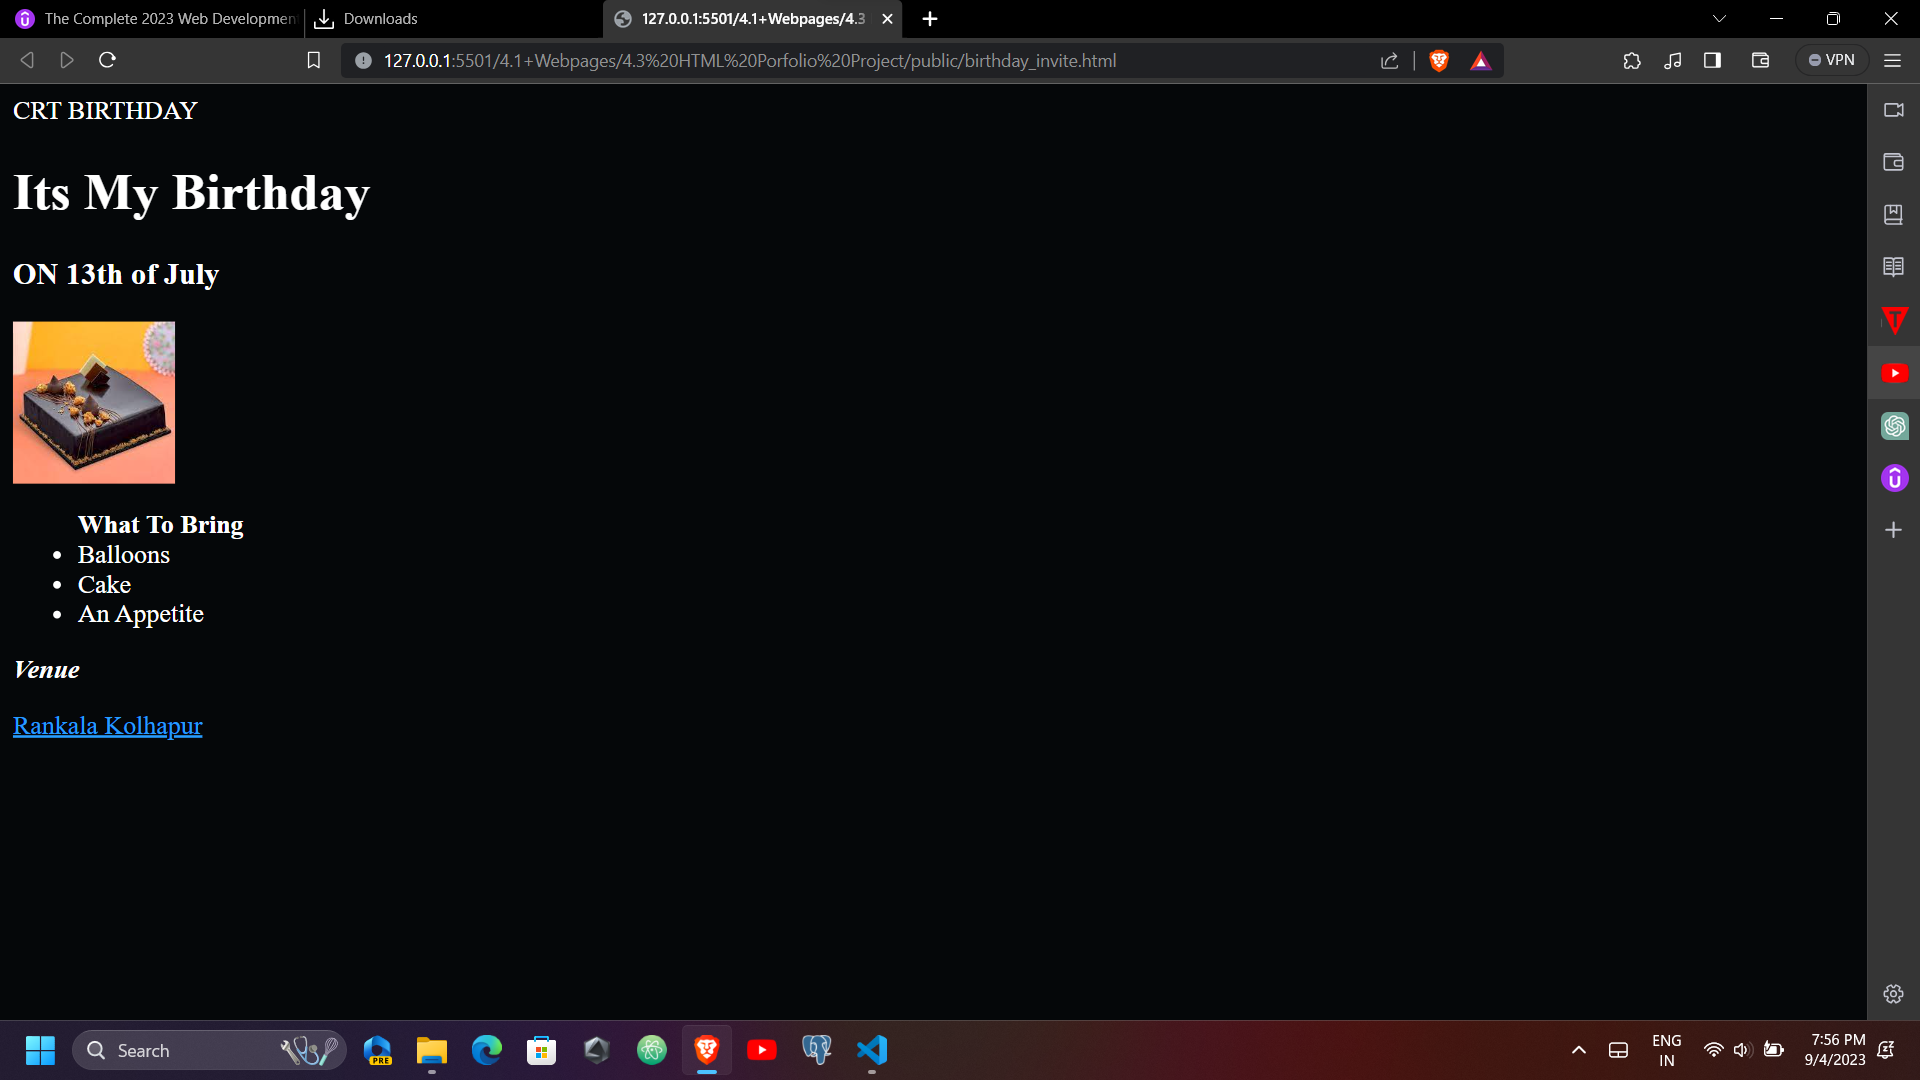 The Complete 2023 Web Developmen
Downloads
127.0.0.1:5501/4.1+Webpages/4.3
127.0.0.1:5501/4.1+Webpages/4.3%20HTML%20Porfolio%20Project/public/birthday_invite.html
VPN
CRT BIRTHDAY
Its My Birthday
ON 13th of July
What To Bring
Balloons
Cake
An Appetite
Venue
Rankala Kolhapur
Search
PRE
ENG
IN
7:56 PM
9/4/2023